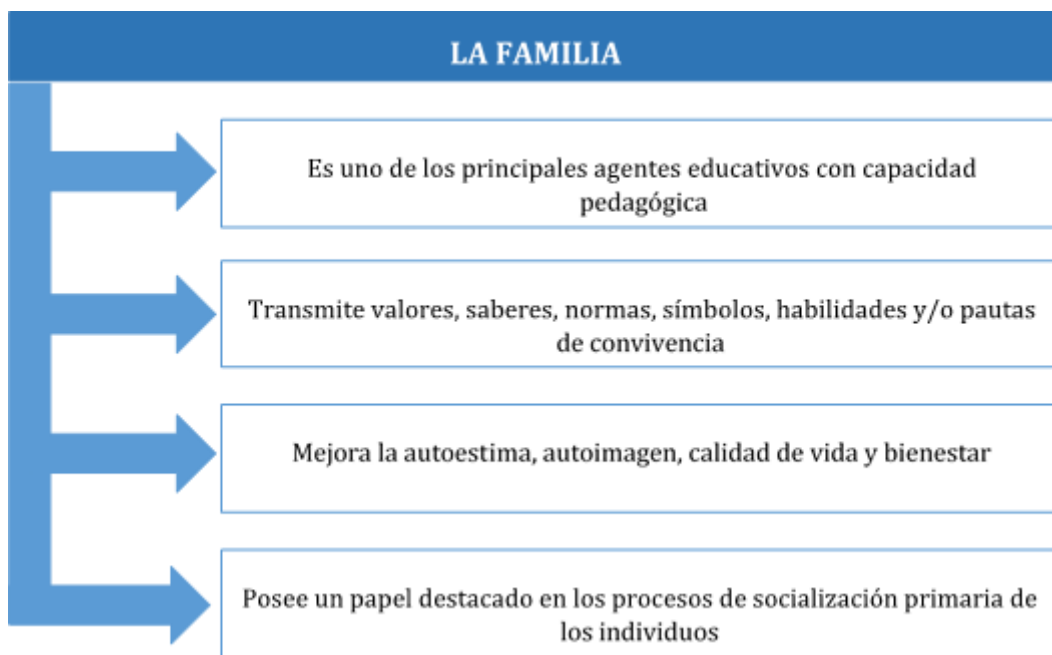 LA FAMILIA
Es uno de los principales agentes educativos con capacidad
pedagógica
Transmite valores, saberes, normas, símbolos, habilidades y/o pautas
de convivencia
Mejora la autoestima, autoimagen, calidad de vida y bienestar
Posee un papel destacado en los procesos de socialización primaria de
los individuos